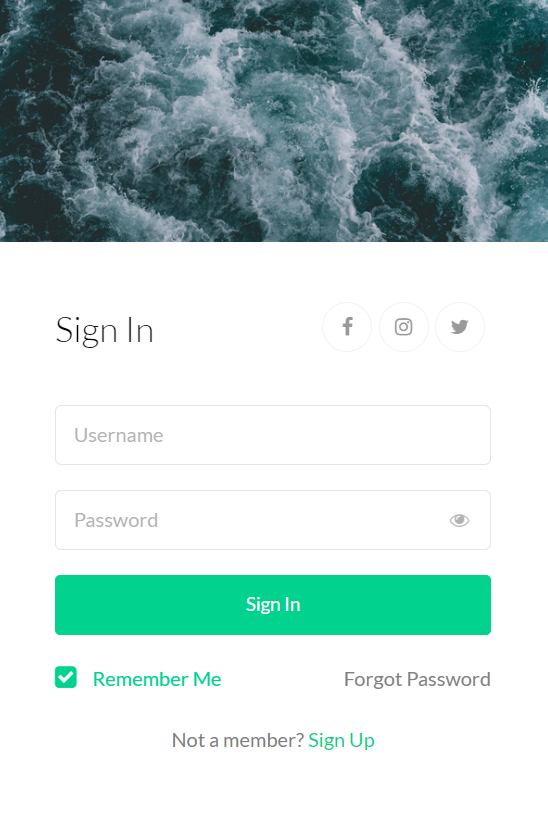 Sign In
Username
Password
Sign In
Remember Me
Forgot Password
Not a member? Sign Up